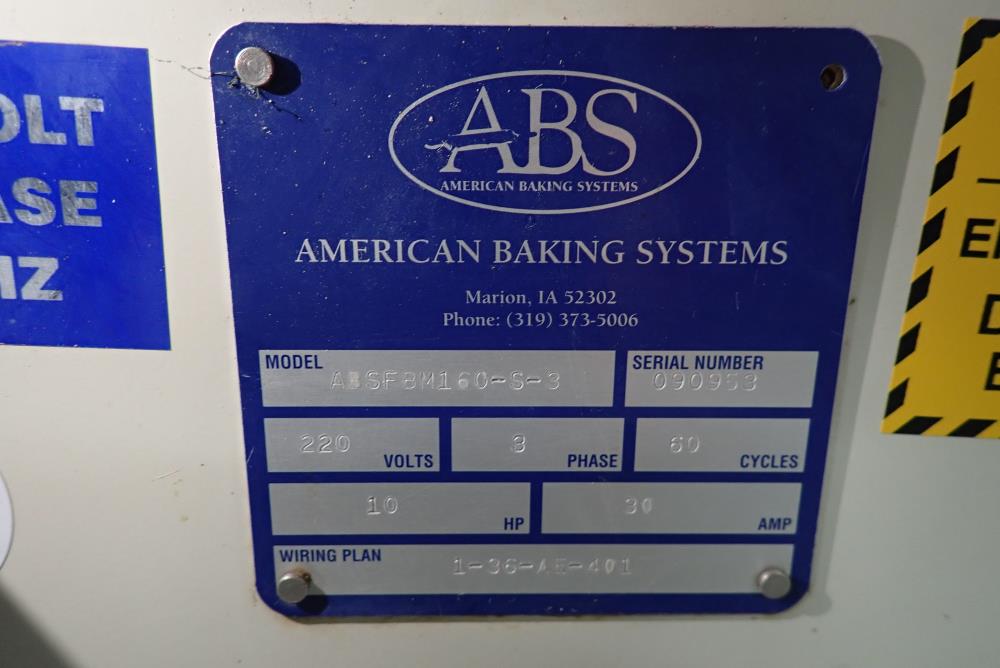 OLT
ASE
HZ
ABS
AMERICAN BAKING SYSTEMS
AMERICAN BAKING SYSTEMS
Marion, IA 52302
Phone: (319) 373-5006
MODEL
ABSFBM160-S-3
SERIAL NUMBER
090953
220 VOLTS
3 PHASE
60 CYCLES
10 HP
30 AMP
WIRING PLAN 1-36-AE-401